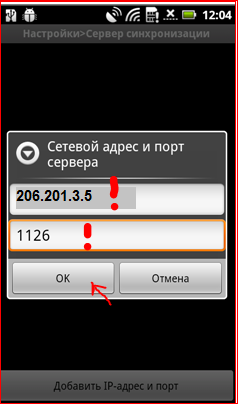 12:04
Настройки>Сервер синхронизации
Сетевой адрес и порт
сервера
206.201.3.5
1126
OK
Отмена
Добавить IP-адрес и порт